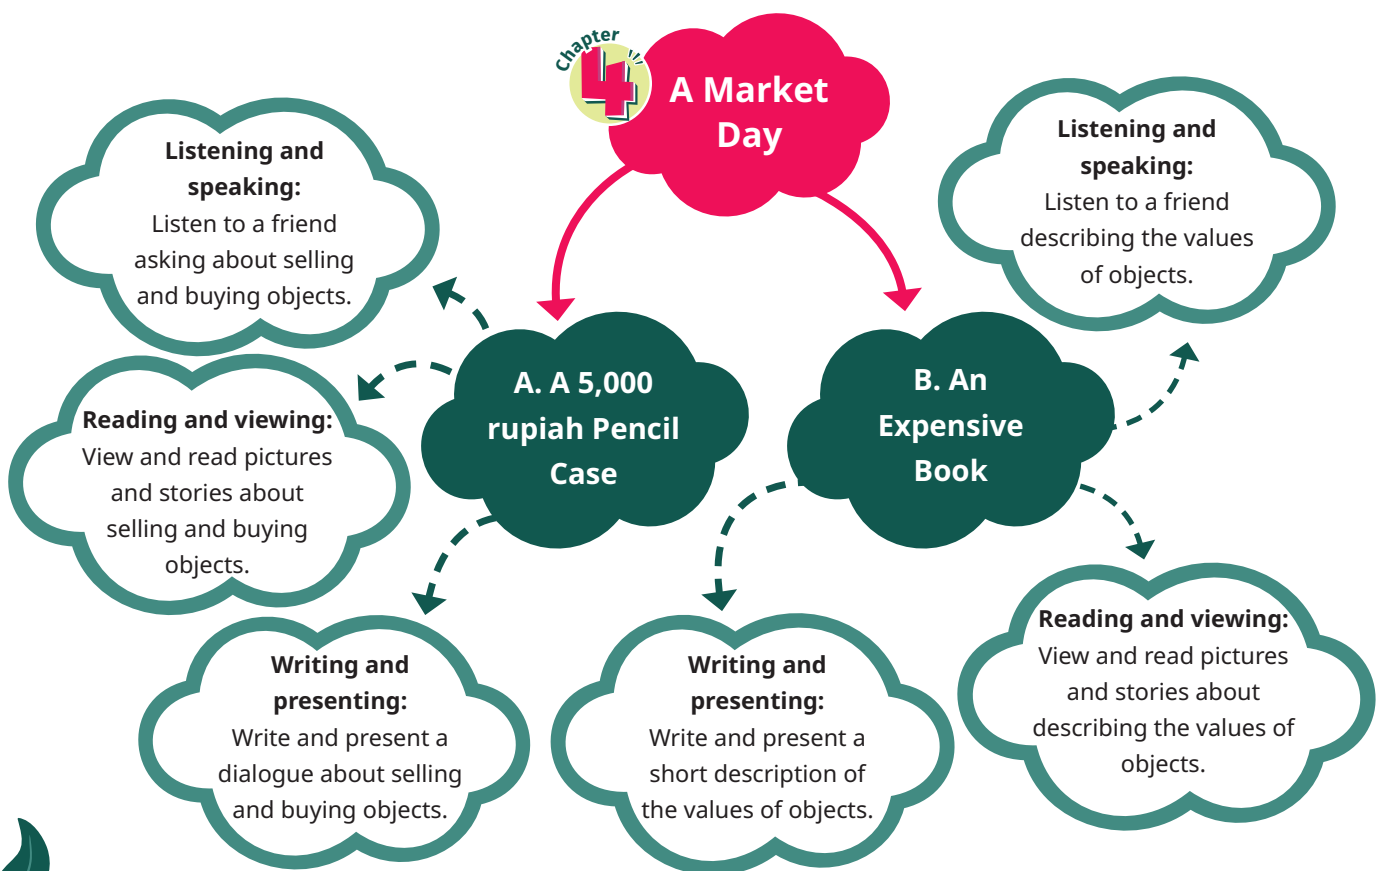 Chapter
4
A Market
Day
Listening and
speaking:
Listen to a friend
asking about selling
and buying objects.
Reading and viewing:
View and read pictures
and stories about
selling and buying
objects.
A. A 5,000
rupiah Pencil
Case
Writing and
presenting:
Write and present a
dialogue about selling
and buying objects.
B. An
Expensive
Book
Listening and
speaking:
Listen to a friend
describing the values
of objects.
Writing and
presenting:
Write and present a
short description of
the values of objects.
Reading and viewing:
View and read pictures
and stories about
describing the values of
objects.